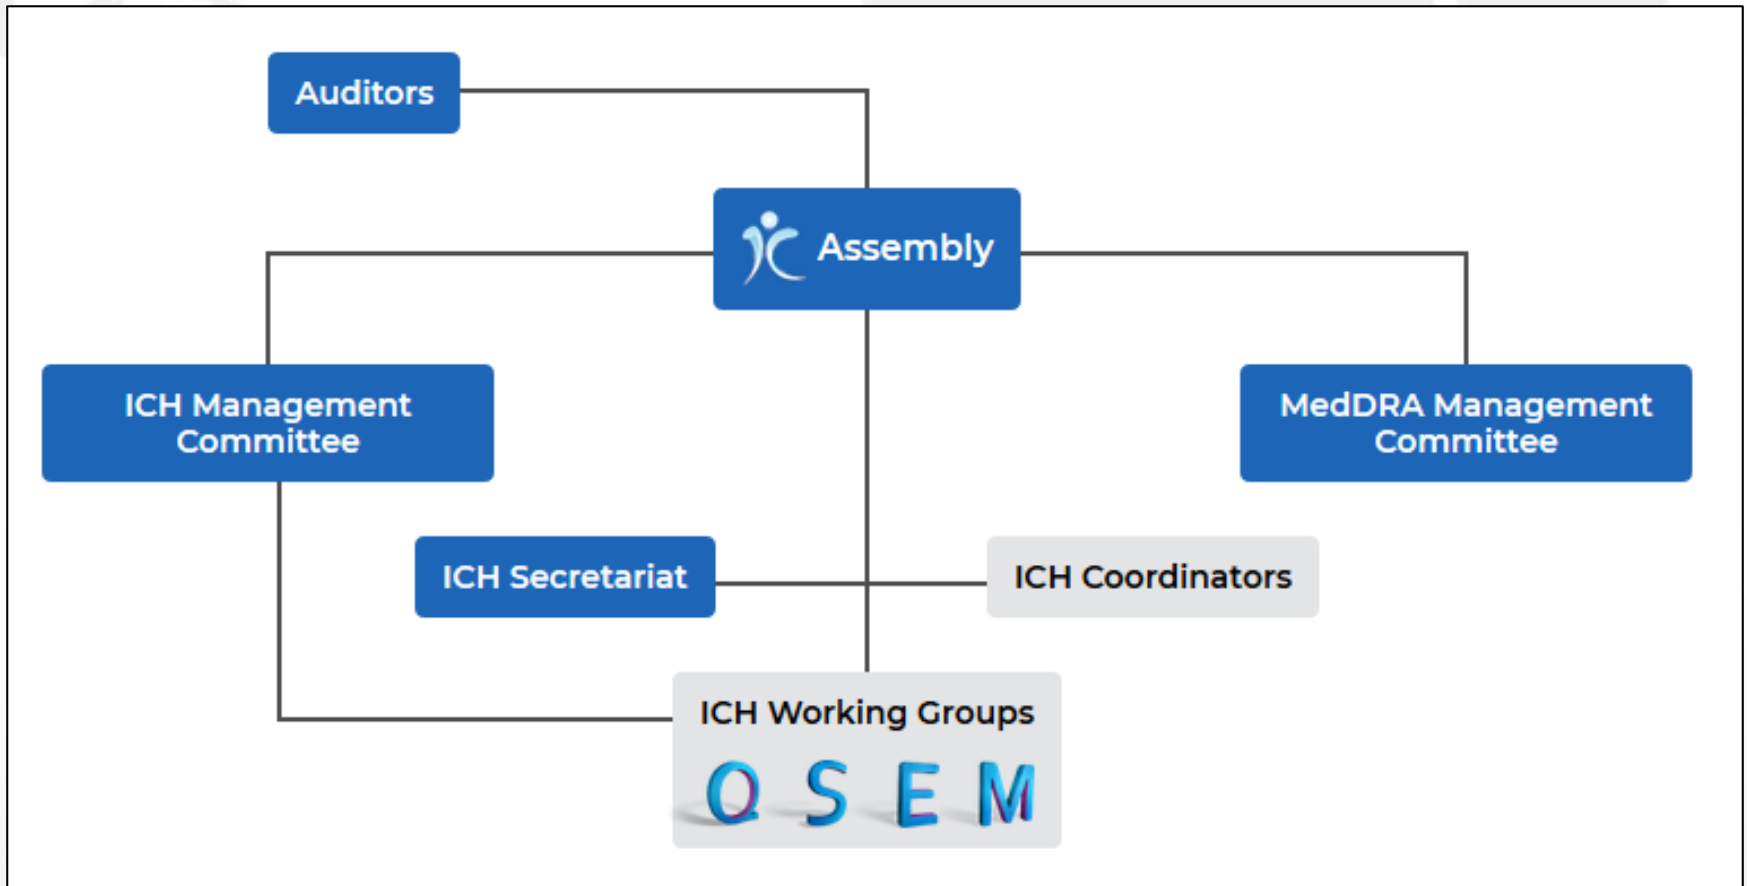 Auditors
Assembly
ICH Management
Committee
MedDRA Management
Committee
ICH Secretariat
ICH Coordinators
ICH Working Groups
Q S E M